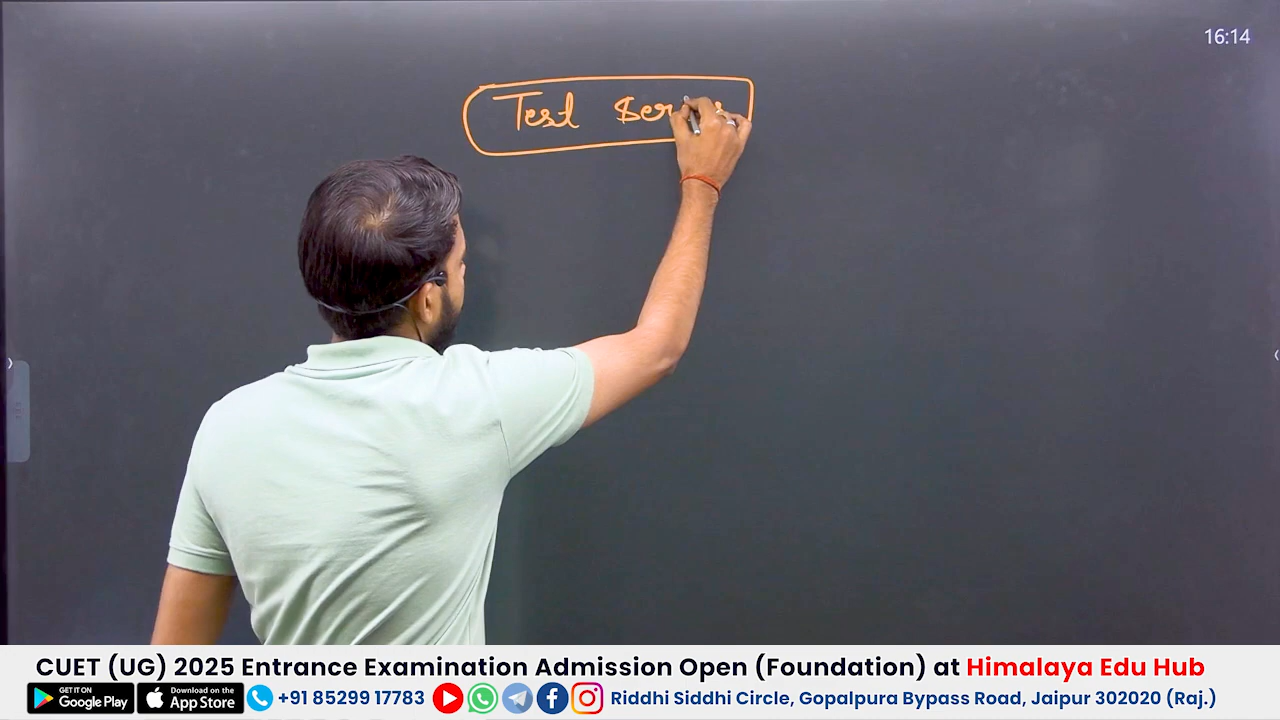 16:14
Test
CUET (UG) 2025 Entrance Examination Admission Open (Foundation) at Himalaya Edu Hub
GET IT ON Google Play Download on the App Store +91 85299 17783 Riddhi Siddhi Circle, Gopalpura Bypass Road, Jaipur 302020 (Raj.)